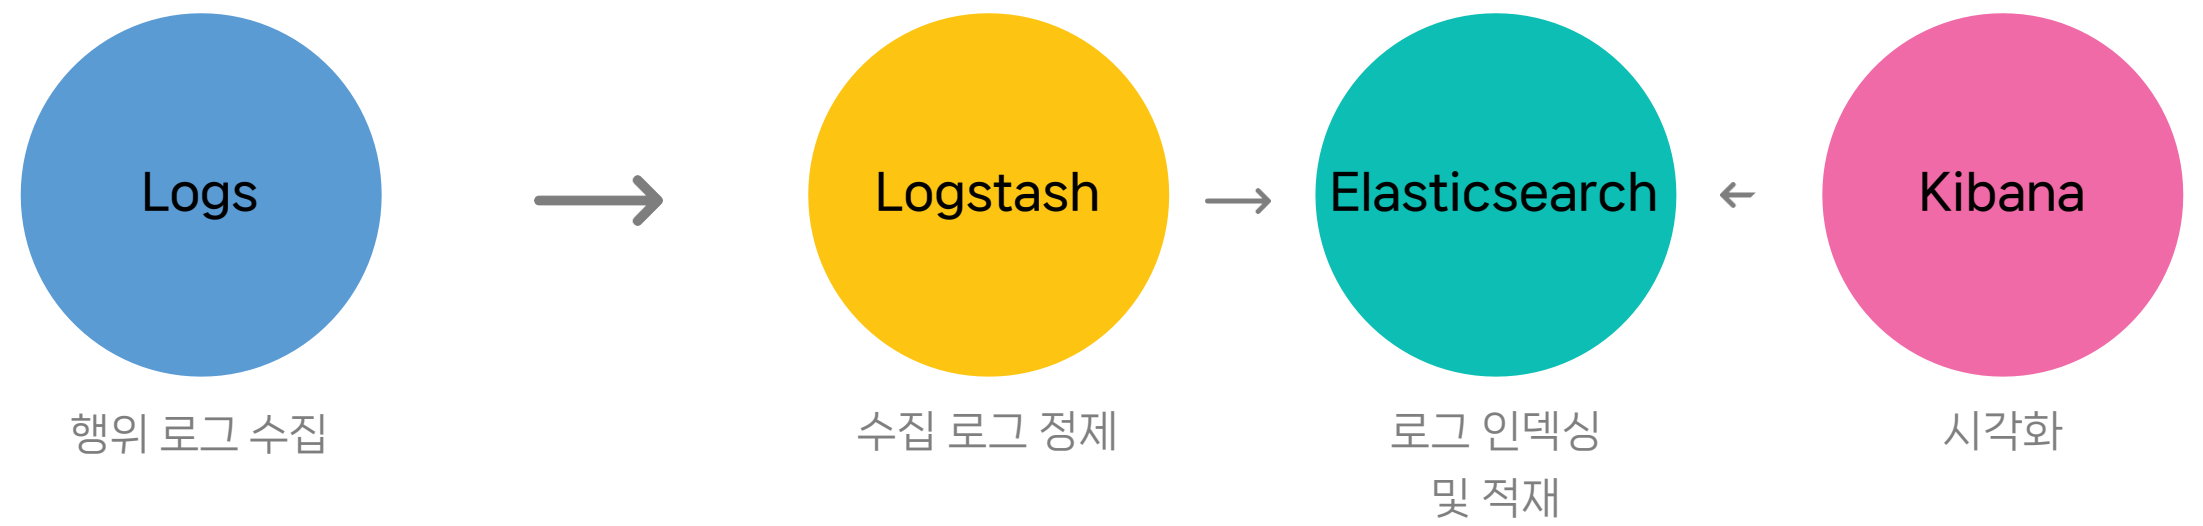 Logs
Logstash
Elasticsearch
Kibana
행위 로그 수집
수집 로그 정제
로그 인덱싱
및 적재
시각화